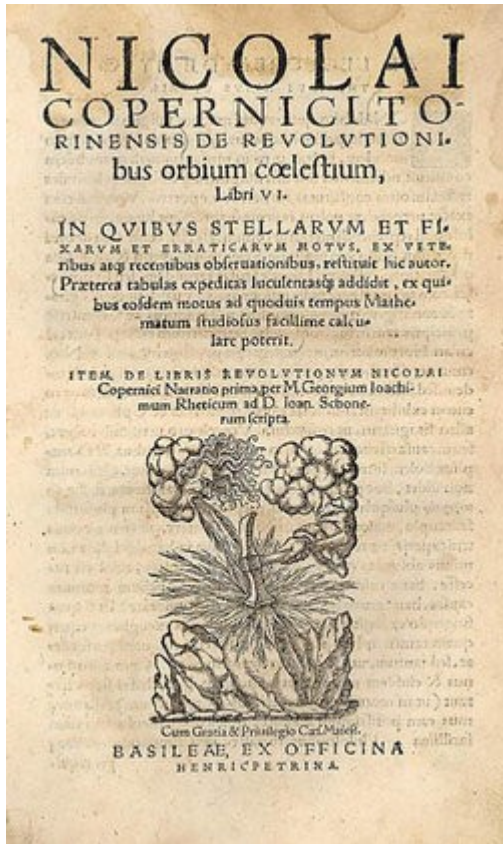 NICOLAI
COPERNICI TO-
RINENSIS DE REVOLVTIONI-
bus orbium cœleſtium,
Libri VI.
IN QVIBVS STELLARVM ET FI-
XARVM ET ERRATICARVM MOTVS, EX VETE-
ribus atq; recentibus obſeruationibus, reſtituit hic autor.
Præterea tabulas expeditas luculentasq; addidit, ex qui-
bus eoſdem motus ad quoduis tempus Mathe-
matum ſtudioſus facillime calcu-
lare poterit.
ITEM, DE LIBRIS REVOLVTIONVM NICOLAI
Copernici Narratio prima, per M. Georgium Ioachi-
mum Rheticum ad D. Ioan. Schone-
rum ſcripta.
Cum Gratia & Priuilegio Cæſ. Maieſt.
BASILEAE, EX OFFICINA
HENRICPETRINA.